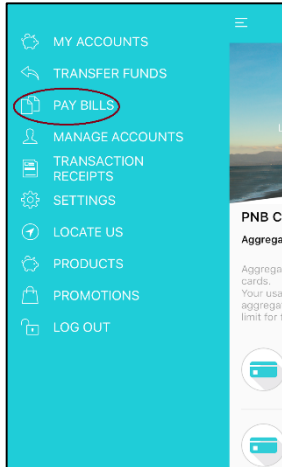 MY ACCOUNTS
TRANSFER FUNDS
PAY BILLS
MANAGE ACCOUNTS
TRANSACTION
RECEIPTS
SETTINGS
LOCATE US
PRODUCTS
PROMOTIONS
LOG OUT
PNB C
Aggrega
Aggrega
cards.
Your usa
aggrega
limit for